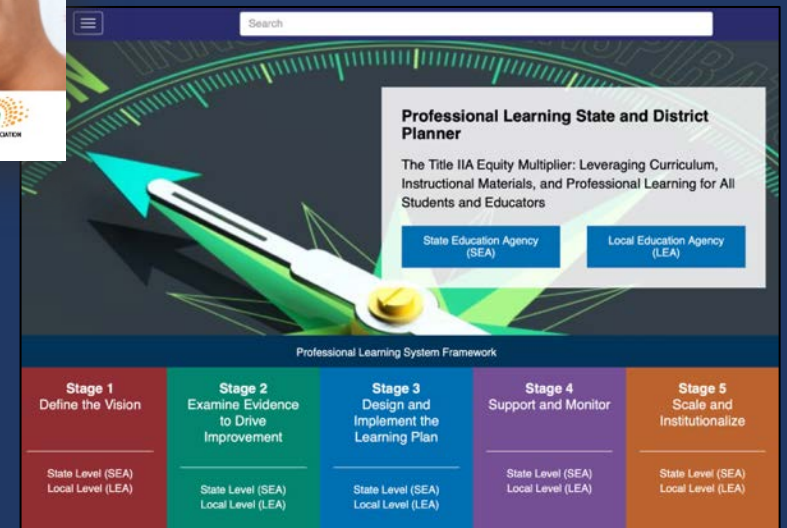 Search
Professional Learning State and District
Planner
The Title IIA Equity Multiplier: Leveraging Curriculum,
Instructional Materials, and Professional Learning for All
Students and Educators
State Education Agency
(SEA)
Local Education Agency
(LEA)
Professional Learning System Framework
Stage 1
Define the Vision
State Level (SEA)
Local Level (LEA)
Stage 2
Examine Evidence
to Drive
Improvement
State Level (SEA)
Local Level (LEA)
Stage 3
Design and
Implement the
Learning Plan
State Level (SEA)
Local Level (LEA)
Stage 4
Support and Monitor
State Level (SEA)
Local Level (LEA)
Stage 5
Scale and
Institutionalize
State Level (SEA)
Local Level (LEA)